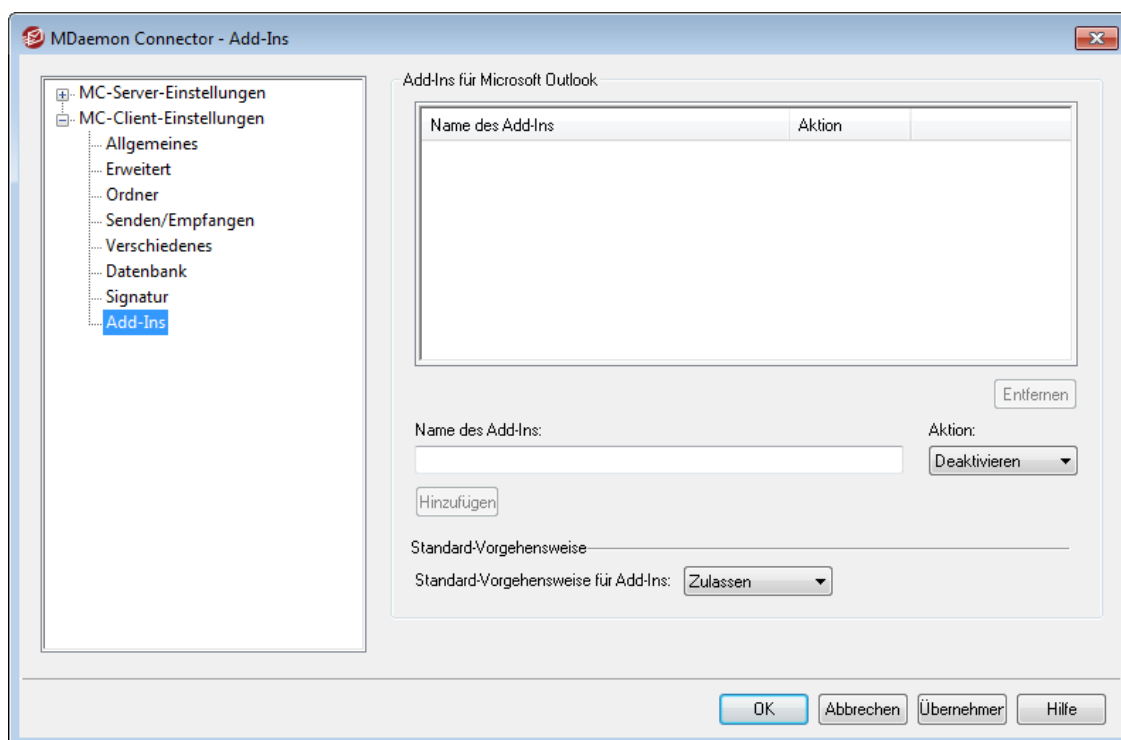 MDaemon Connector - Add-Ins
MC-Server-Einstellungen
MC-Client-Einstellungen
Allgemeines
Erweitert
Ordner
Senden/Empfangen
Verschiedenes
Datenbank
Signatur
Add-Ins
Add-Ins für Microsoft Outlook
Name des Add-Ins Aktion
Entfernen
Name des Add-Ins: Aktion:
Deaktivieren
Hinzufügen
Standard-Vorgehensweise
Standard-Vorgehensweise für Add-Ins: Zulassen
OK Abbrechen Übernehmer Hilfe